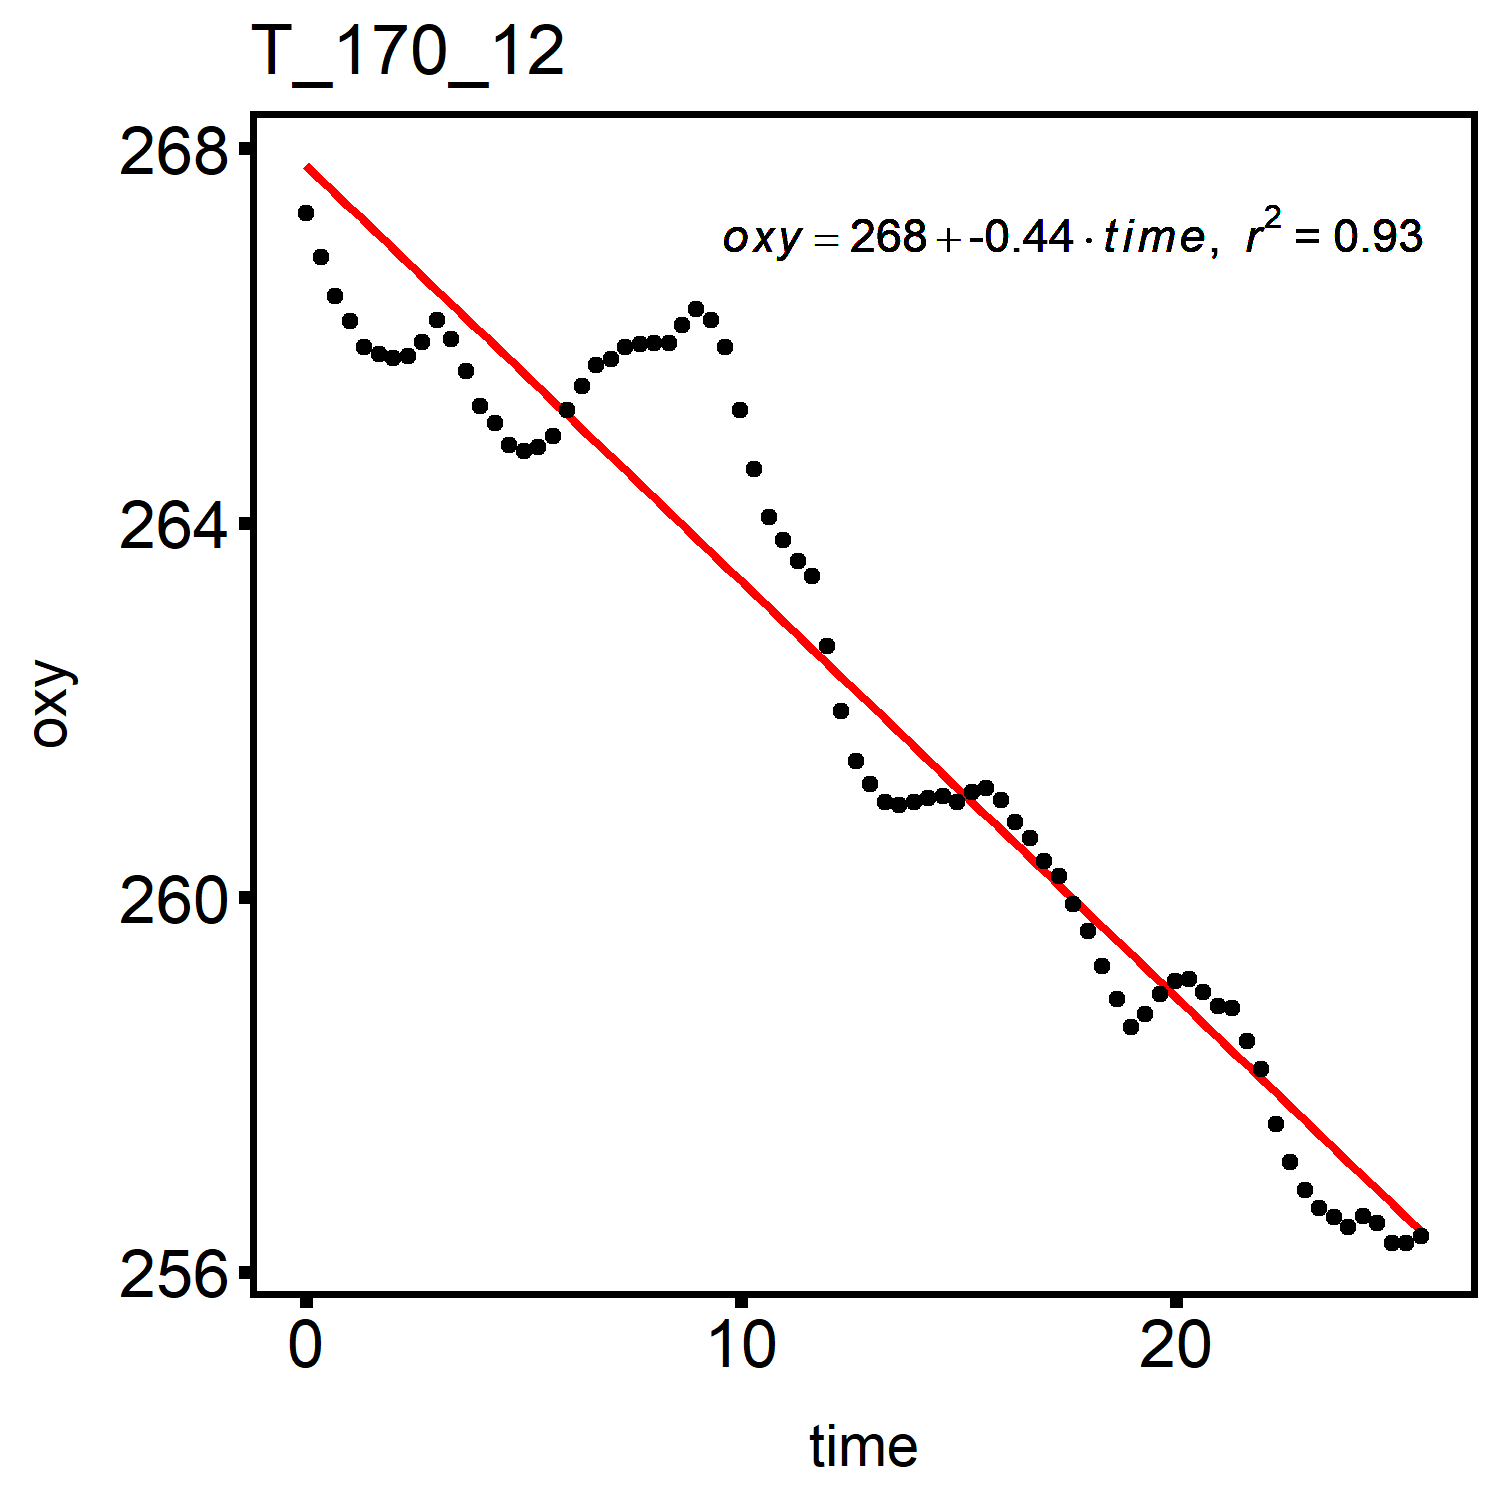 T_170_12
268
oxy = 268 + -0.44 · time, r² = 0.93
264
oxy
260
256
0 10 20
time